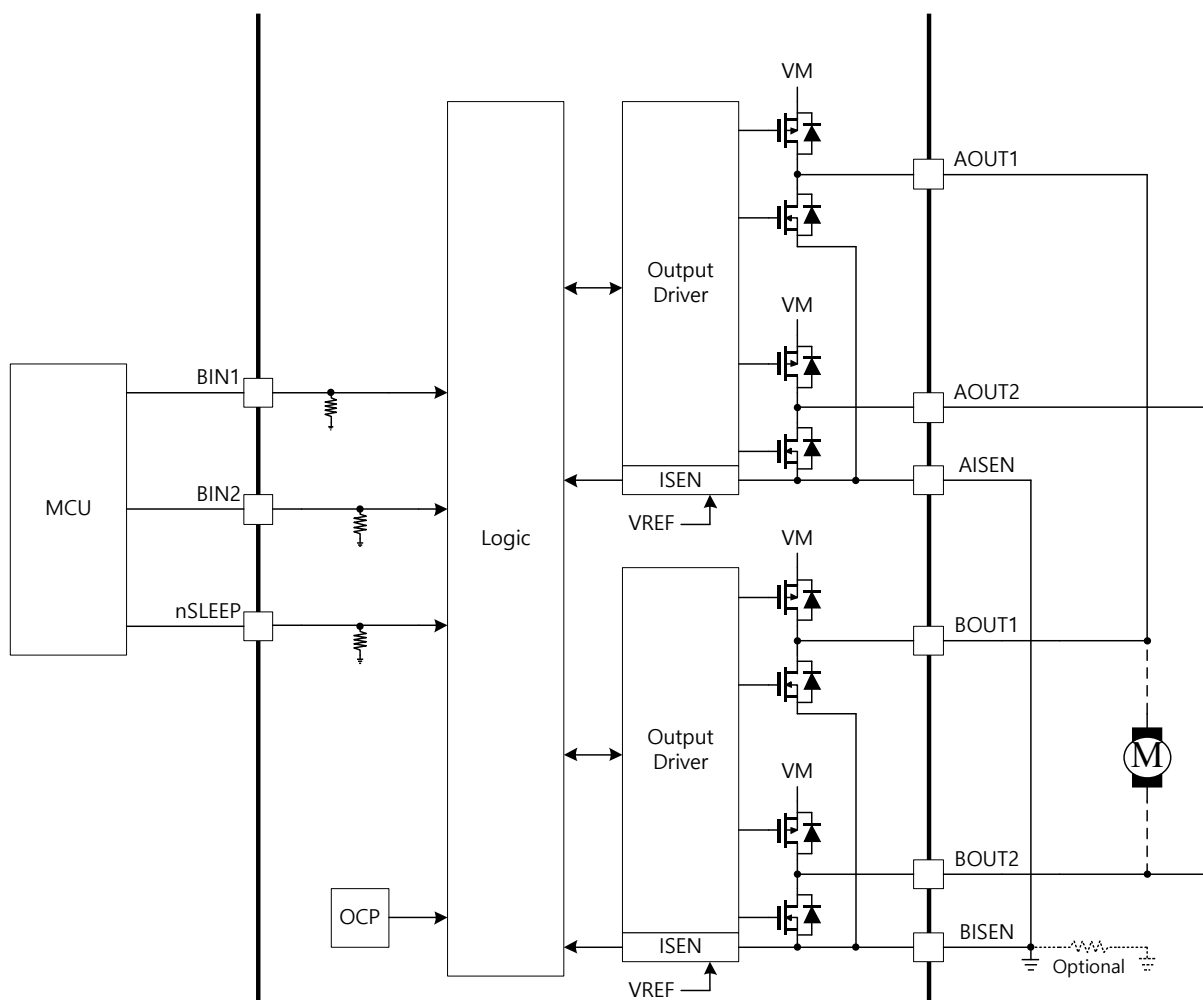 VM
AOUT1
Output
Driver
VM
BIN1
AOUT2
ISEN
AISEN
MCU
BIN2
VREF
Logic
VM
nSLEEP
BOUT1
Output
Driver
M
VM
BOUT2
OCP
ISEN
BISEN
Optional
VREF